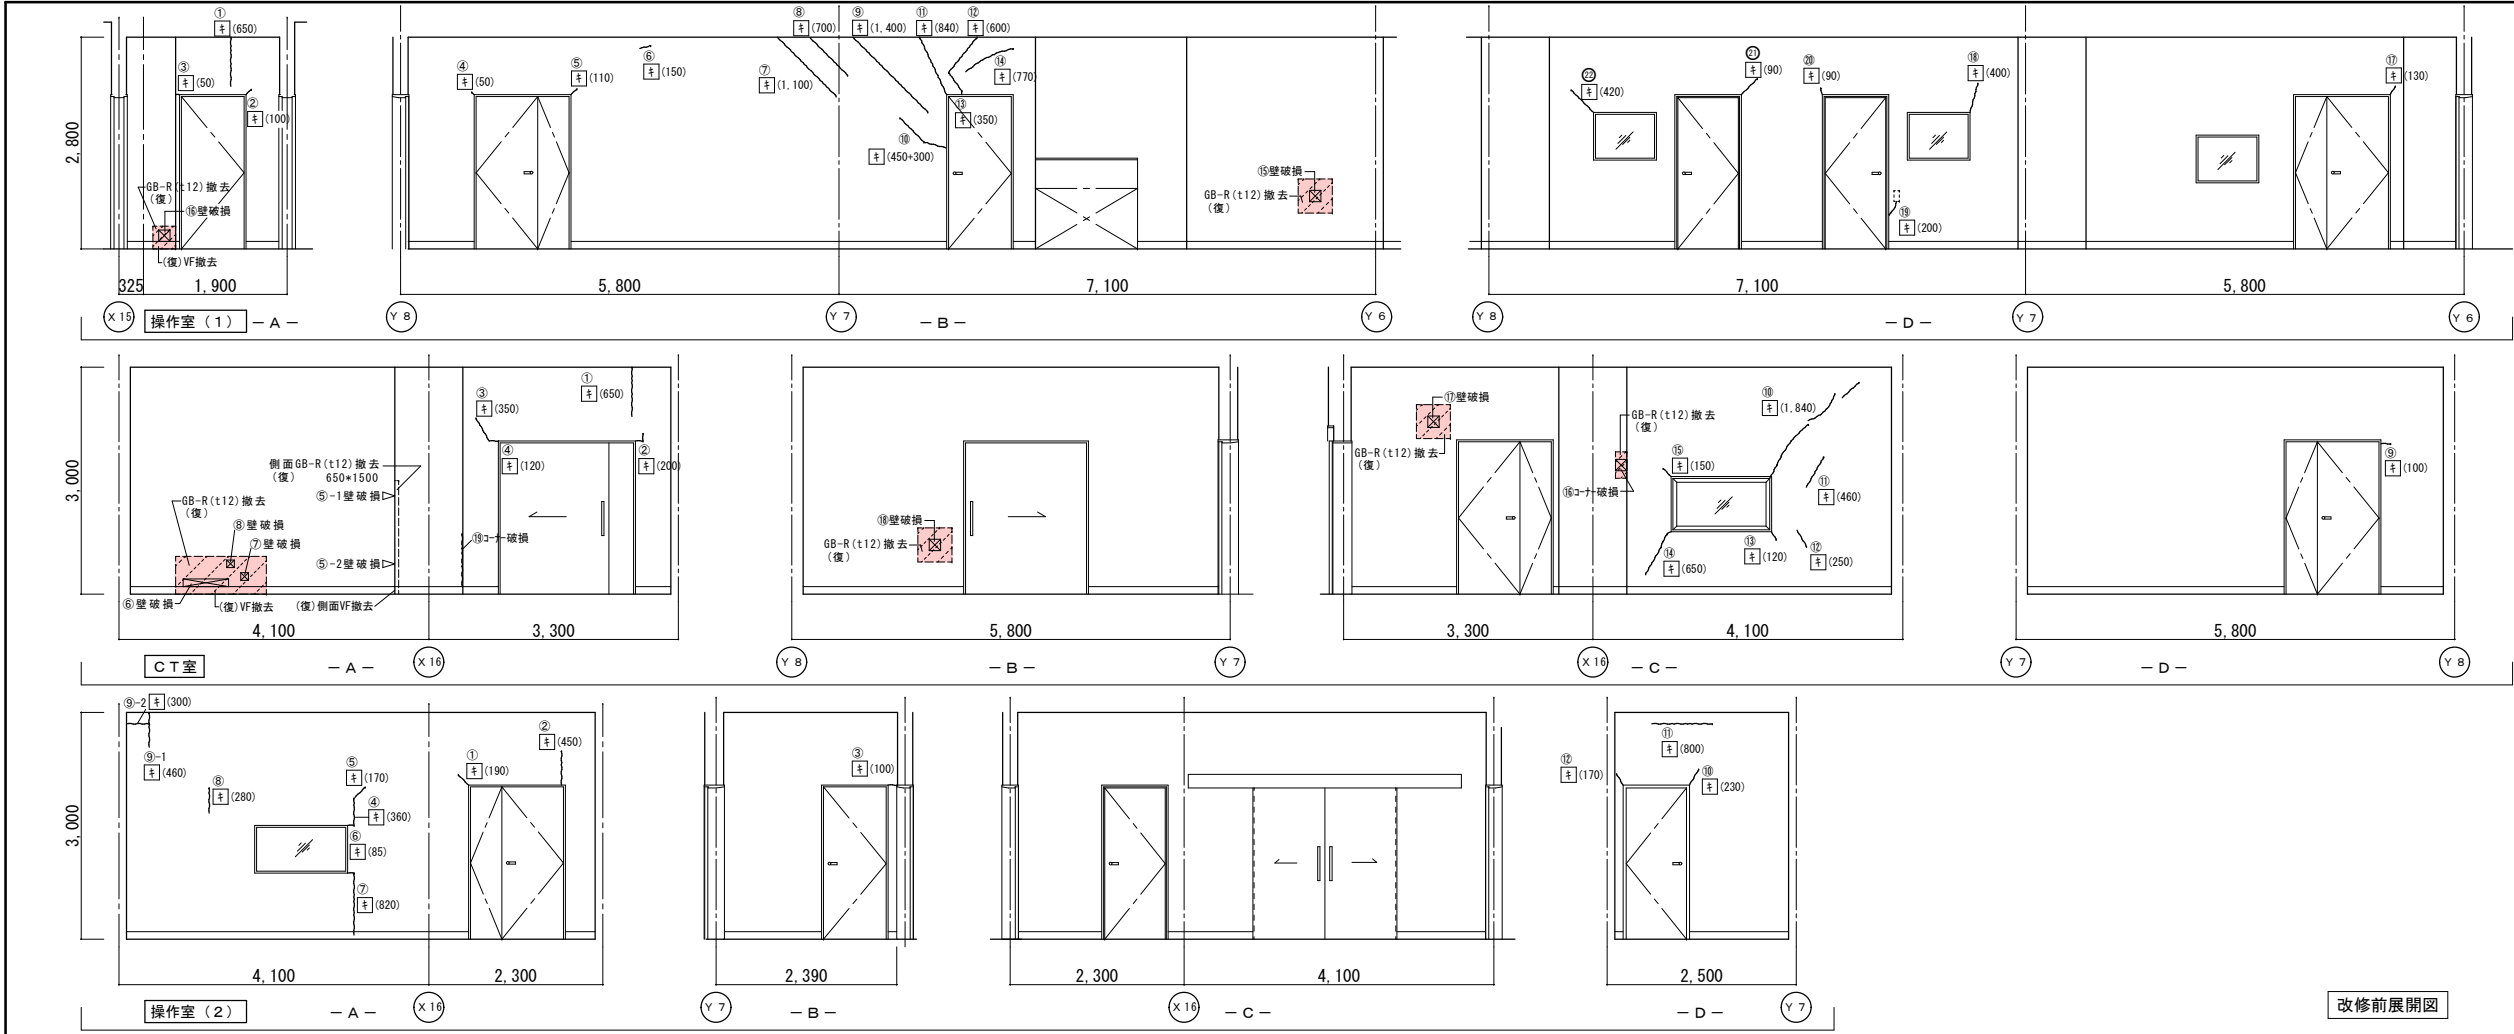 ①
キ(650)
③
キ(50)
②
キ(100)
2,800
GB-R(t12)撤去
(復)
⑯壁破損
(復)VF撤去
325
1,900
X15
操作室(1)
－A－
④
キ(50)
⑤
キ(110)
⑥
キ(150)
⑦
キ(1,100)
⑧
キ(700)
⑨
キ(1,400)
⑪
キ(840)
⑫
キ(600)
⑭
キ(770)
⑬
キ(350)
⑩
キ(450+300)
⑮壁破損
GB-R(t12)撤去
(復)
5,800
7,100
Y8
Y7
Y6
－B－
㉒
キ(420)
㉑
キ(90)
⑳
キ(90)
⑱
キ(400)
⑰
キ(130)
⑲
キ(200)
7,100
5,800
Y8
Y7
Y6
－D－
3,000
③
キ(350)
①
キ(650)
④
キ(120)
②
キ(200)
側面GB-R(t12)撤去
(復) 650*1500
⑤-1壁破損
GB-R(t12)撤去
(復)
⑧壁破損
⑦壁破損
⑲コーナー破損
⑤-2壁破損
⑥壁破損
(復)VF撤去
(復)側面VF撤去
4,100
3,300
CT室
－A－
X16
⑱壁破損
GB-R(t12)撤去
(復)
5,800
Y8
Y7
－B－
⑰壁破損
GB-R(t12)撤去
(復)
GB-R(t12)撤去
(復)
⑯コーナー破損
⑩
キ(1,840)
⑮
キ(150)
⑪
キ(460)
⑭
キ(650)
⑬
キ(120)
⑫
キ(250)
3,300
4,100
X16
－C－
⑨
キ(100)
5,800
Y7
Y8
－D－
3,000
⑨-2キ(300)
⑨-1
キ(460)
⑧
キ(280)
⑤
キ(170)
④
キ(360)
⑥
キ(85)
⑦
キ(820)
①
キ(190)
②
キ(450)
4,100
2,300
操作室(2)
－A－
X16
③
キ(100)
2,390
Y7
－B－
2,300
4,100
X16
－C－
⑫
キ(170)
⑪
キ(800)
⑩
キ(230)
2,500
－D－
Y7
改修前展開図